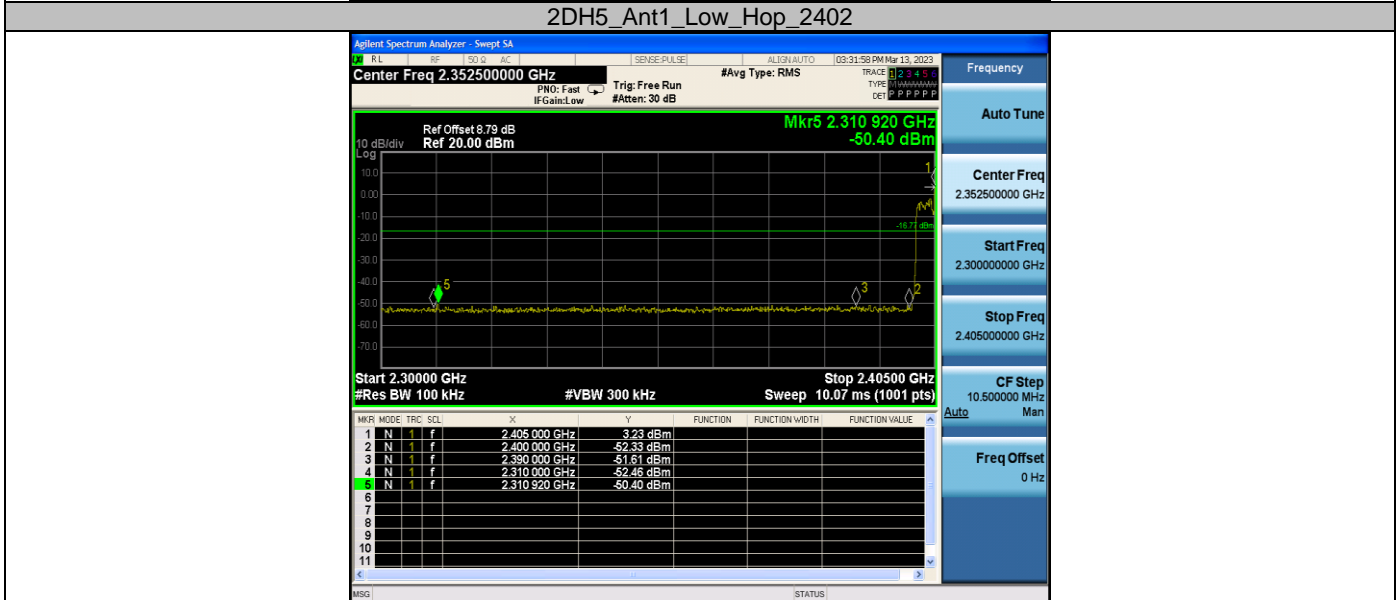 2DH5_Ant1_Low_Hop_2402
Agilent Spectrum Analyzer - Swept SA
RL RF 50 Ω AC SENSE:PULSE ALIGNAUTO 03:31:58 PM Mar 13, 2023
Center Freq 2.352500000 GHz
PNO: Fast
IFGain:Low
Trig: Free Run
#Atten: 30 dB
#Avg Type: RMS
TRACE 1 2 3 4 5 6
TYPE MWWWWW
DET P P P P P P
Mkr5 2.310 920 GHz
-50.40 dBm
Ref Offset 8.79 dB
10 dB/div Ref 20.00 dBm
Log
10.0
0.00
-10.0
-20.0
-30.0
-40.0
-50.0
-60.0
-70.0
-16.77 dBm
1
5
3
2
Start 2.30000 GHz Stop 2.40500 GHz
#Res BW 100 kHz #VBW 300 kHz Sweep 10.07 ms (1001 pts)
MKR MODE TRC SCL X Y FUNCTION FUNCTION WIDTH FUNCTION VALUE
1 N 1 f 2.405 000 GHz 3.23 dBm
2 N 1 f 2.400 000 GHz -52.33 dBm
3 N 1 f 2.390 000 GHz -51.61 dBm
4 N 1 f 2.310 000 GHz -52.46 dBm
5 N 1 f 2.310 920 GHz -50.40 dBm
6
7
8
9
10
11
MSG STATUS
Frequency
Auto Tune
Center Freq
2.352500000 GHz
Start Freq
2.300000000 GHz
Stop Freq
2.405000000 GHz
CF Step
10.500000 MHz
Auto Man
Freq Offset
0 Hz